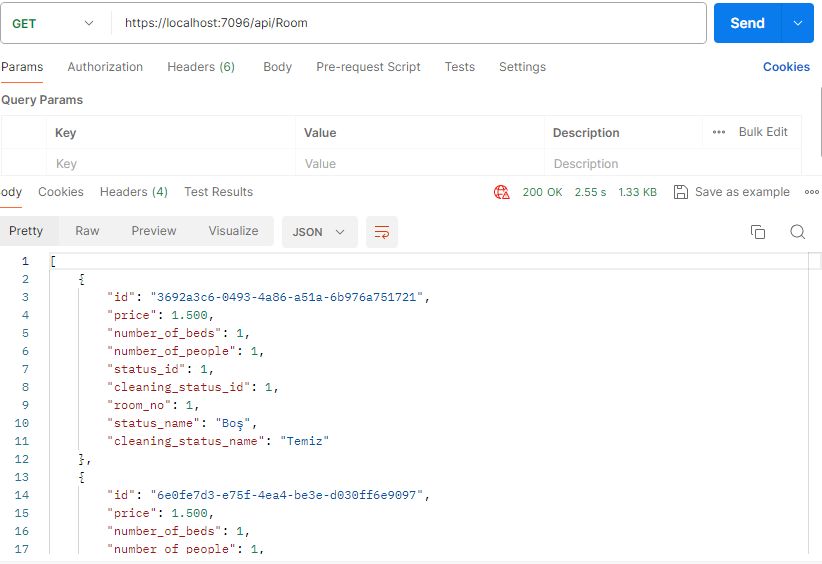 GET https://localhost:7096/api/Room Send
Params Authorization Headers (6) Body Pre-request Script Tests Settings Cookies
Query Params
Key Value Description ••• Bulk Edit
Key Value Description
ody Cookies Headers (4) Test Results 200 OK 2.55 s 1.33 KB Save as example •••
Pretty Raw Preview Visualize JSON
1 [
2 {
3 "id": "3692a3c6-0493-4a86-a51a-6b976a751721",
4 "price": 1.500,
5 "number_of_beds": 1,
6 "number_of_people": 1,
7 "status_id": 1,
8 "cleaning_status_id": 1,
9 "room_no": 1,
10 "status_name": "Boş",
11 "cleaning_status_name": "Temiz"
12 },
13 {
14 "id": "6e0fe7d3-e75f-4ea4-be3e-d030ff6e9097",
15 "price": 1.500,
16 "number_of_beds": 1,
17 "number_of_people": 1,